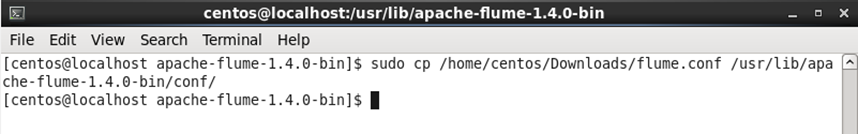 centos@localhost:/usr/lib/apache-flume-1.4.0-bin
File Edit View Search Terminal Help
[centos@localhost apache-flume-1.4.0-bin]$ sudo cp /home/centos/Downloads/flume.conf /usr/lib/apa
che-flume-1.4.0-bin/conf/
[centos@localhost apache-flume-1.4.0-bin]$